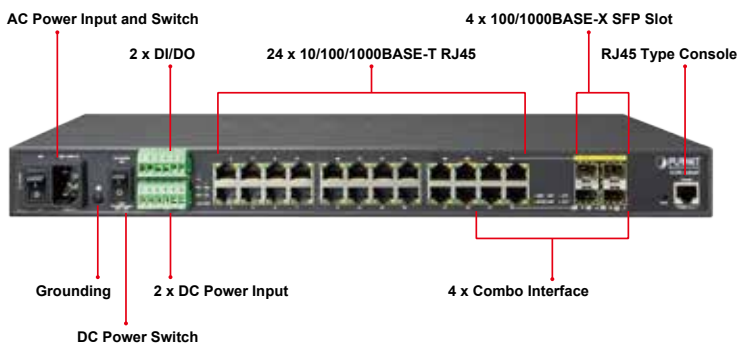 AC Power Input and Switch
4 x 100/1000BASE-X SFP Slot
2 x DI/DO
24 x 10/100/1000BASE-T RJ45
RJ45 Type Console
PLANET
Grounding
2 x DC Power Input
4 x Combo Interface
DC Power Switch